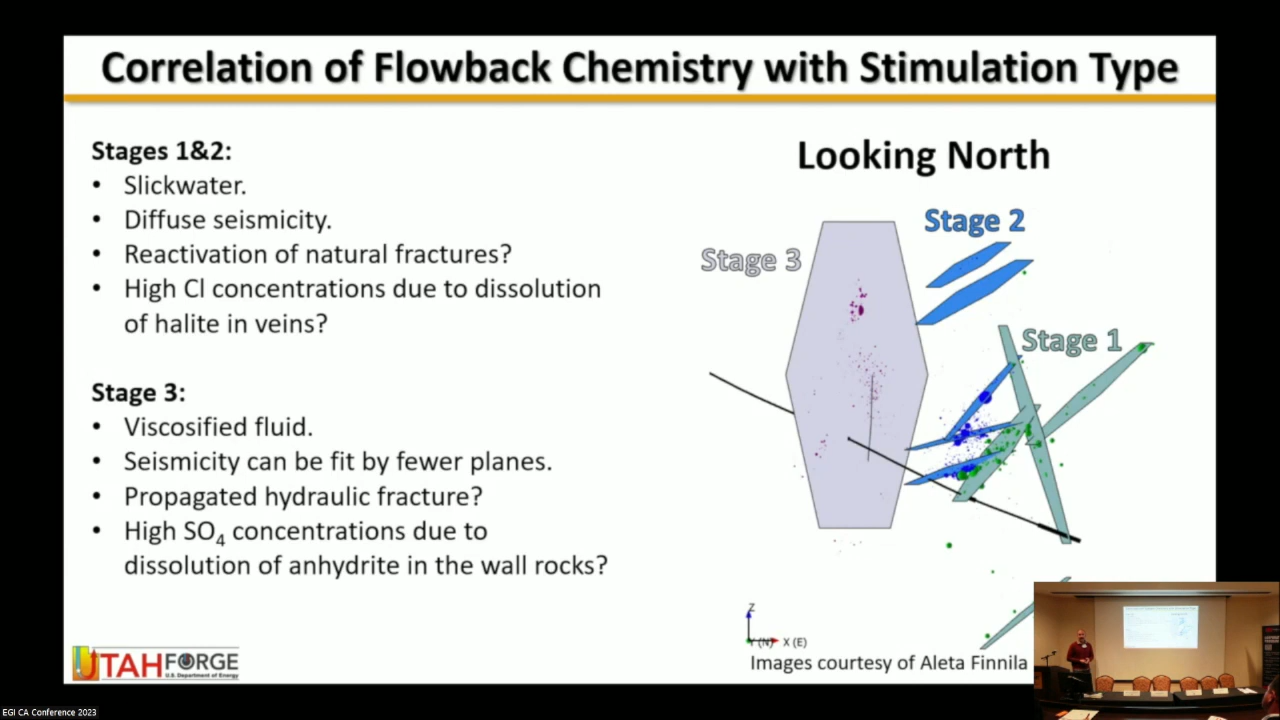 Correlation of Flowback Chemistry with Stimulation Type
Stages 1&2:
• Slickwater.
• Diffuse seismicity.
• Reactivation of natural fractures?
• High Cl concentrations due to dissolution
of halite in veins?
Stage 3:
• Viscosified fluid.
• Seismicity can be fit by fewer planes.
• Propagated hydraulic fracture?
• High SO₄ concentrations due to
dissolution of anhydrite in the wall rocks?
Looking North
Stage 2
Stage 3
Stage 1
Z
Y (N) X (E)
Images courtesy of Aleta Finnila
UTAH FORGE
U.S. Department of Energy
EGI CA Conference 2023